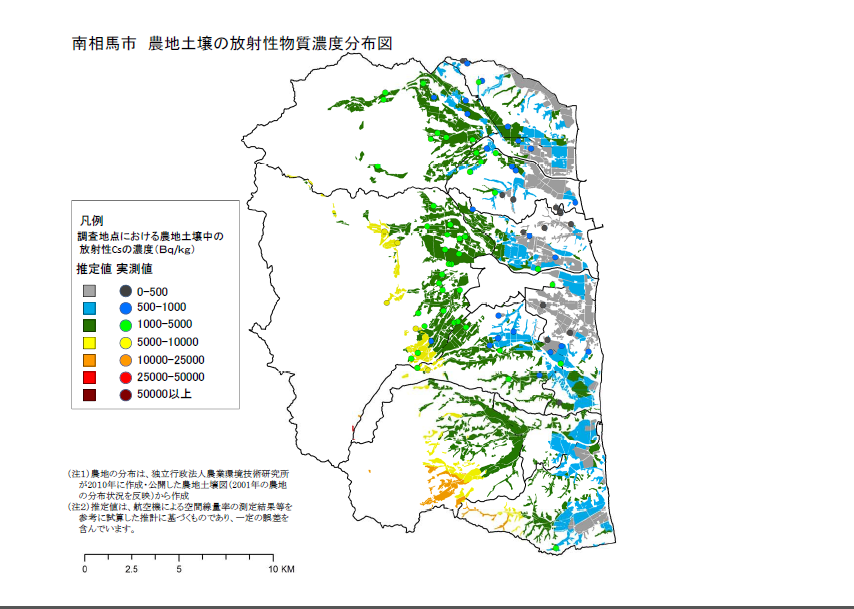 南相馬市 農地土壌の放射性物質濃度分布図
凡例
調査地点における農地土壌中の
放射性Csの濃度（Bq/kg）
推定値 実測値
0-500
500-1000
1000-5000
5000-10000
10000-25000
25000-50000
50000以上
（注1）農地の分布は、独立行政法人農業環境技術研究所
が2010年に作成・公開した農地土壌図（2001年の農地
の分布状況を反映）から作成
（注2）推定値は、航空機による空間線量率の測定結果等を
参考に試算した推計に基づくものであり、一定の誤差を
含んでいます。
0 2.5 5 10 KM